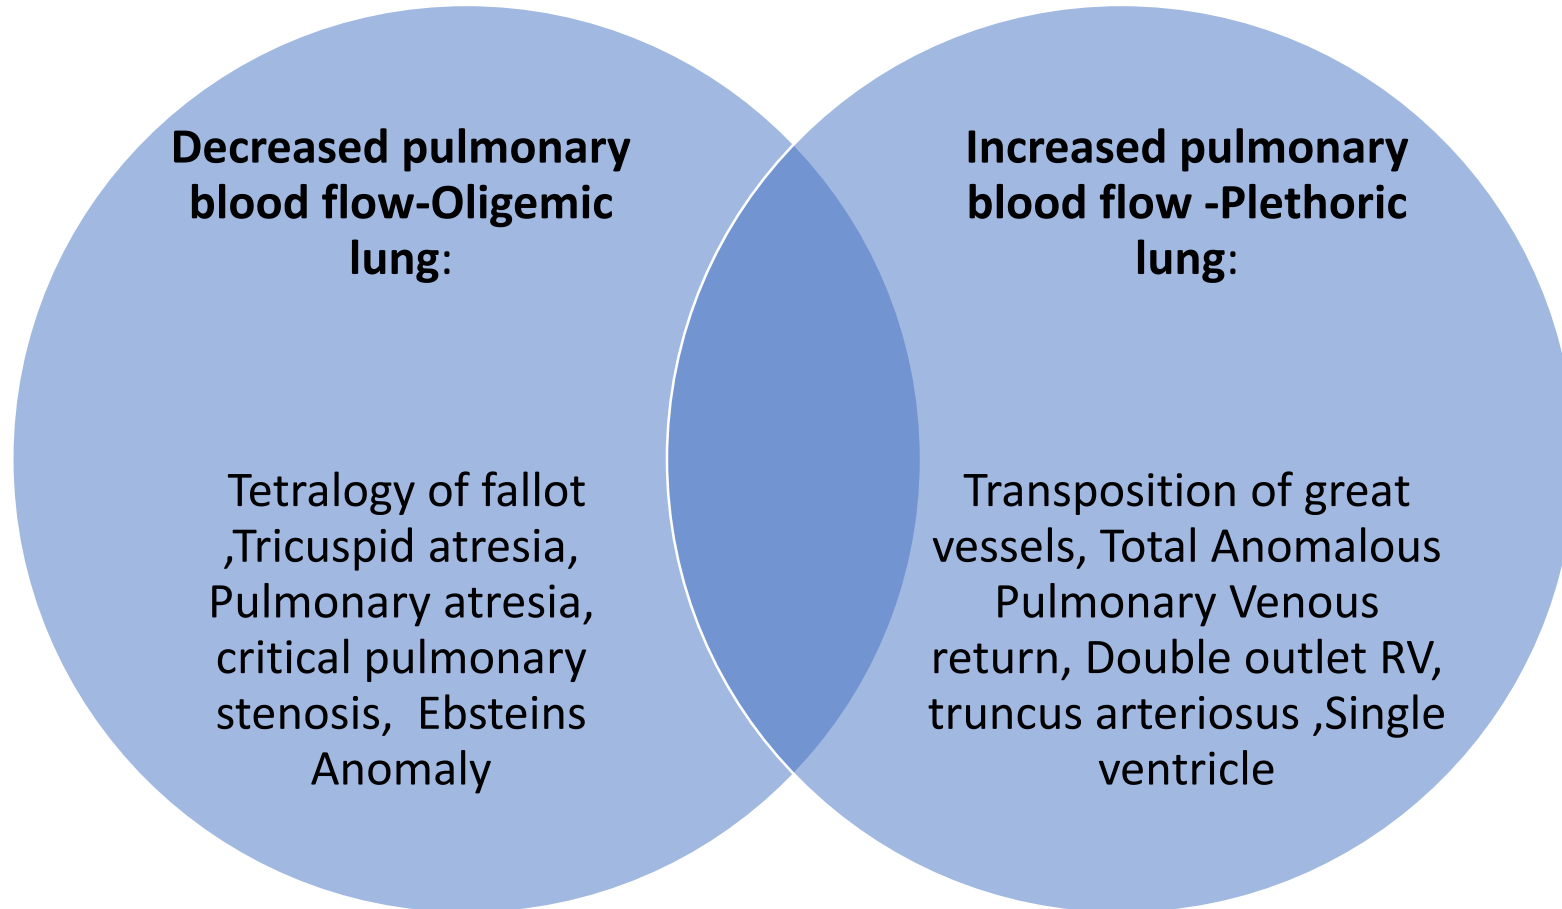 Decreased pulmonary
blood flow-Oligemic
lung:
Tetralogy of fallot
,Tricuspid atresia,
Pulmonary atresia,
critical pulmonary
stenosis,  Ebsteins
Anomaly
Increased pulmonary
blood flow -Plethoric
lung:
Transposition of great
vessels, Total Anomalous
Pulmonary Venous
return, Double outlet RV,
truncus arteriosus ,Single
ventricle